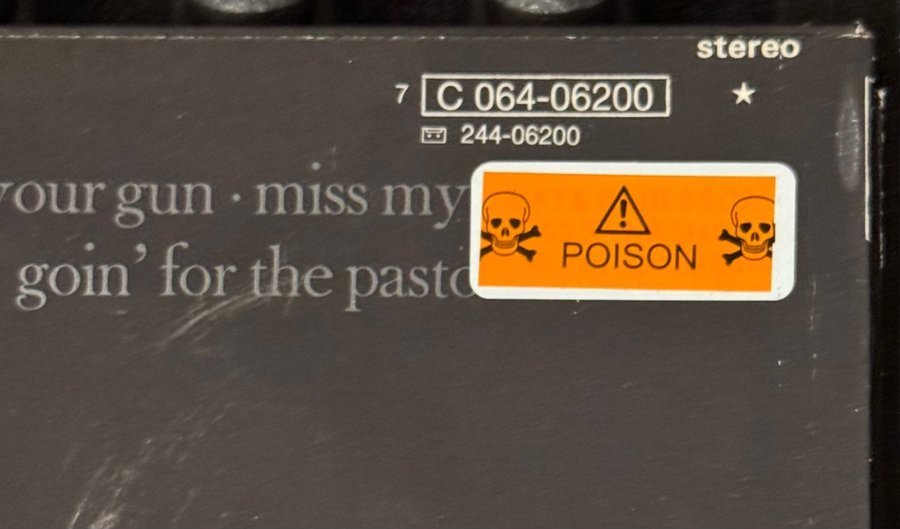 stereo
7 C 064-06200 ★
244-06200
your gun · miss my
POISON
goin' for the pasto